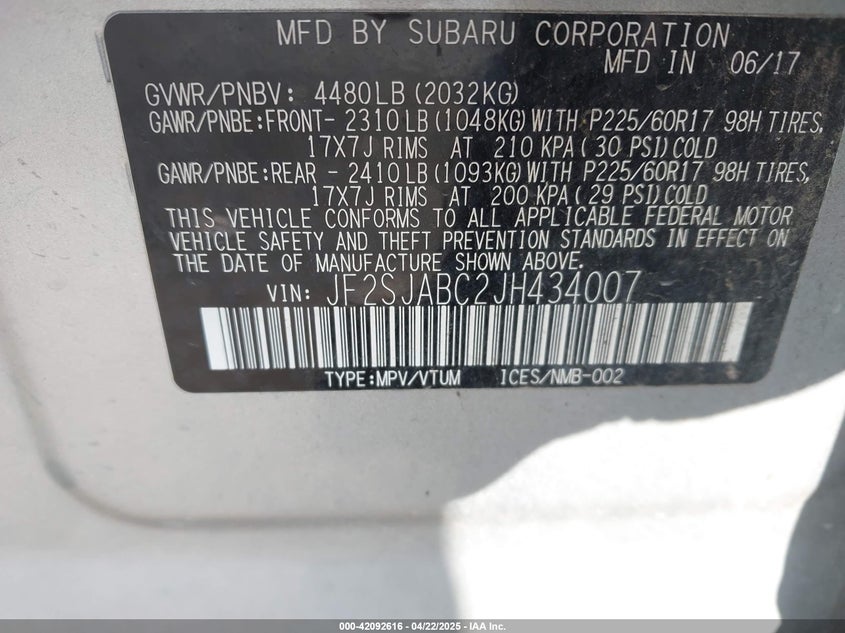 MFD BY SUBARU CORPORATION
MFD IN 06/17
GVWR/PNBV: 4480LB(2032KG)
GAWR/PNBE:FRONT- 2310LB(1048KG)WITH P225/60R17 98H TIRES,
17X7J RIMS AT 210 KPA(30 PSI)COLD
GAWR/PNBE:REAR - 2410LB(1093KG)WITH P225/60R17 98H TIRES,
17X7J RIMS AT 200 KPA(29 PSI)COLD
THIS VEHICLE CONFORMS TO ALL APPLICABLE FEDERAL MOTOR
VEHICLE SAFETY AND THEFT PREVENTION STANDARDS IN EFFECT ON
THE DATE OF MANUFACTURE SHOWN ABOVE.
VIN: JF2SJABC2JH434007
TYPE:MPV/VTUM ICES/NMB-002
000-42092616 - 04/22/2025 - IAA Inc.